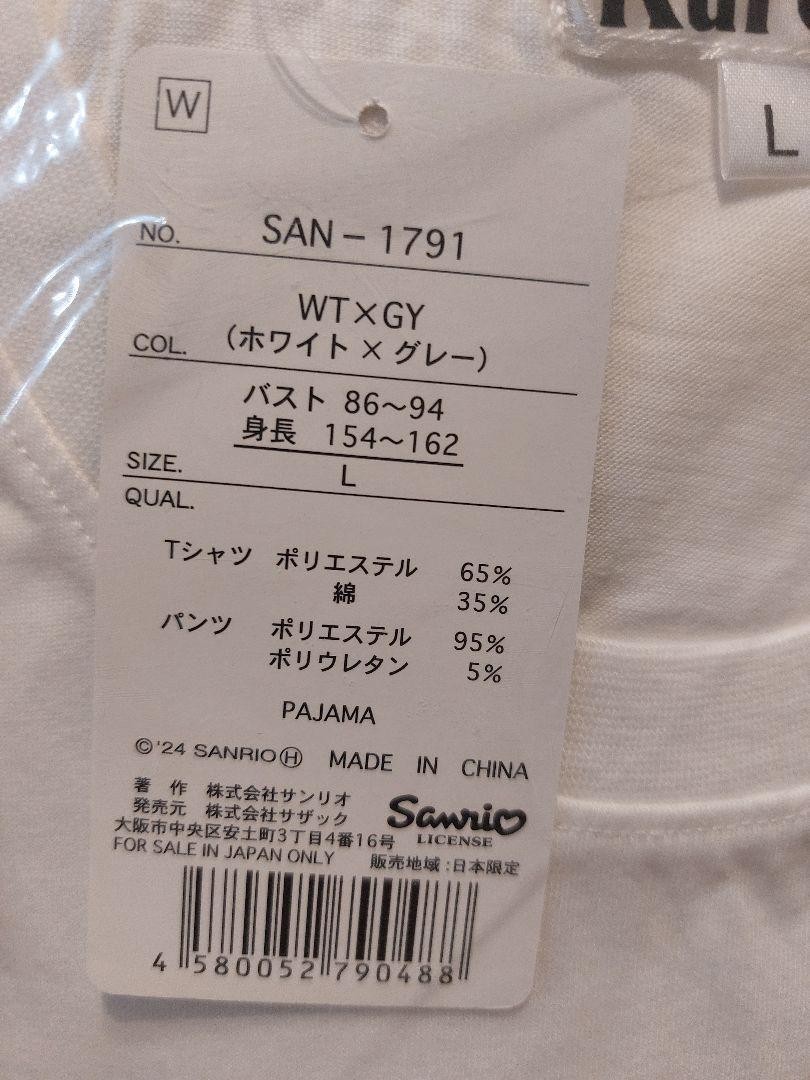 W
L
NO. SAN-1791
WT×GY
COL. (ホワイト × グレー)
バスト 86〜94
身長 154〜162
SIZE. L
QUAL.
Tシャツ ポリエステル 65%
綿 35%
パンツ ポリエステル 95%
ポリウレタン 5%
PAJAMA
©'24 SANRIO Ⓗ MADE IN CHINA
著 作 株式会社サンリオ
発売元 株式会社サザック
大阪市中央区安土町3丁目4番16号
Sanrio
LICENSE
FOR SALE IN JAPAN ONLY 販売地域:日本限定
4 580052 790488